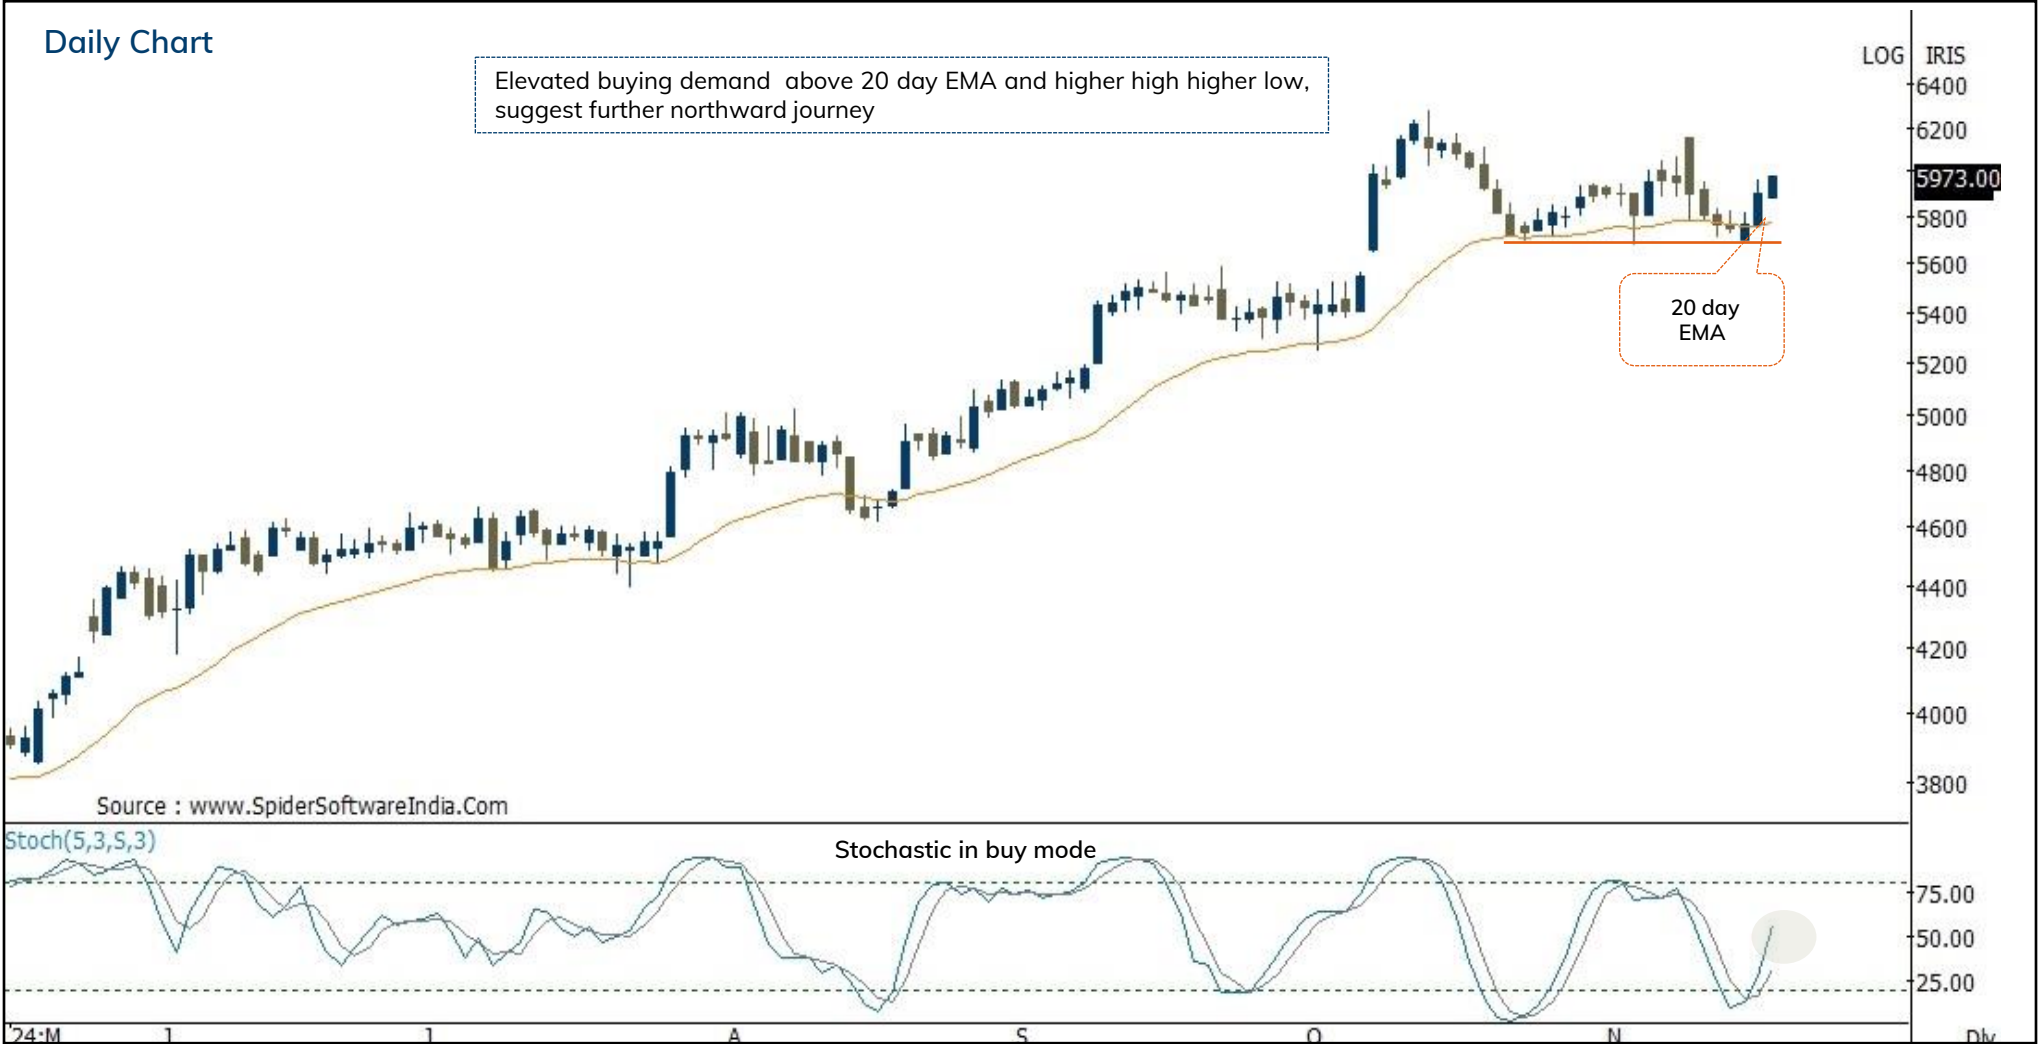 Daily Chart
Elevated buying demand above 20 day EMA and higher high higher low,
suggest further northward journey
LOG IRIS
6400
6200
5973.00
5800
5600
20 day
EMA
5400
5200
5000
4800
4600
4400
4200
4000
3800
Source : www.SpiderSoftwareIndia.Com
Stoch(5,3,S,3)
Stochastic in buy mode
75.00
50.00
25.00
24:M J J A S O N Dly